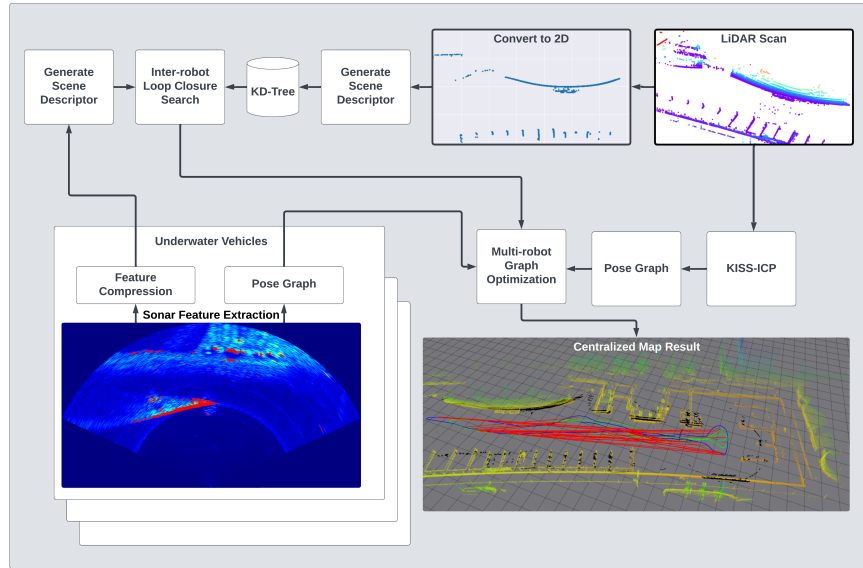 Convert to 2D
LiDAR Scan
Generate
Scene
Descriptor
Inter-robot
Loop Closure
Search
KD-Tree
Generate
Scene
Descriptor
Underwater Vehicles
Feature
Compression
Pose Graph
Sonar Feature Extraction
Multi-robot
Graph
Optimization
Pose Graph
KISS-ICP
Centralized Map Result